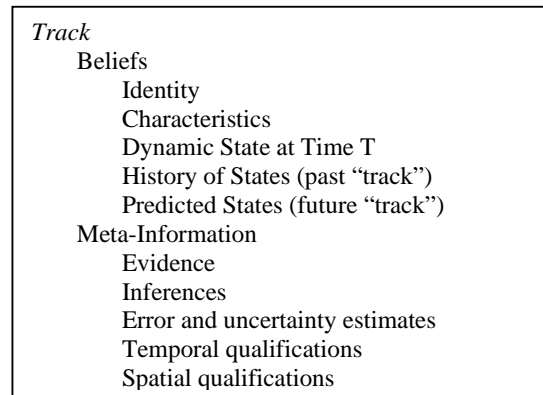 Track
Beliefs
Identity
Characteristics
Dynamic State at Time T
History of States (past “track”)
Predicted States (future “track”)
Meta-Information
Evidence
Inferences
Error and uncertainty estimates
Temporal qualifications
Spatial qualifications